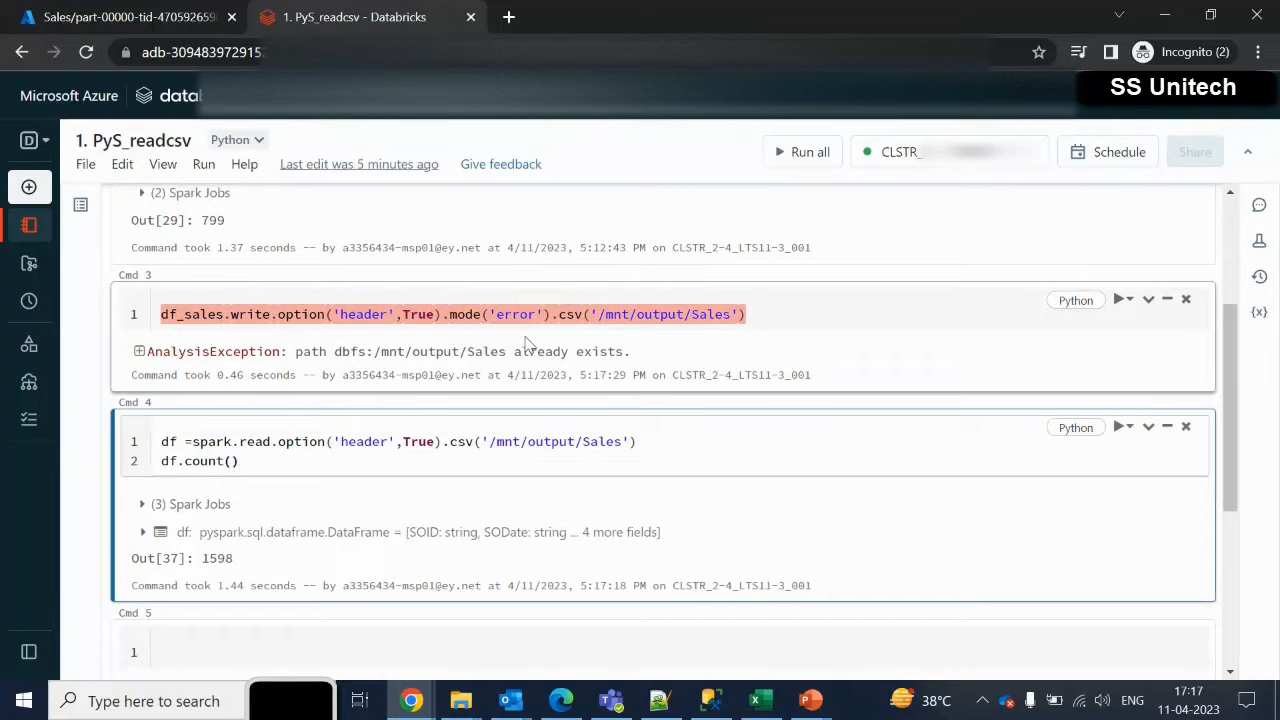 Sales/part-00000-tid-470592659
1. PyS_readcsv - Databricks
adb-309483972915
Incognito (2)
SS Unitech
Microsoft Azure
datab
D
1. PyS_readcsv
Python
File Edit View Run Help Last edit was 5 minutes ago Give feedback
Run all
CLSTR_
Schedule
Share
(2) Spark Jobs
Out[29]: 799
Command took 1.37 seconds -- by a3356434-msp01@ey.net at 4/11/2023, 5:12:43 PM on CLSTR_2-4_LTS11-3_001
Cmd 3
Python
1 df_sales.write.option('header',True).mode('error').csv('/mnt/output/Sales')
AnalysisException: path dbfs:/mnt/output/Sales already exists.
Command took 0.46 seconds -- by a3356434-msp01@ey.net at 4/11/2023, 5:17:29 PM on CLSTR_2-4_LTS11-3_001
Cmd 4
Python
1 df =spark.read.option('header',True).csv('/mnt/output/Sales')
2 df.count()
(3) Spark Jobs
df: pyspark.sql.dataframe.DataFrame = [SOID: string, SODate: string ... 4 more fields]
Out[37]: 1598
Command took 1.44 seconds -- by a3356434-msp01@ey.net at 4/11/2023, 5:17:18 PM on CLSTR_2-4_LTS11-3_001
Cmd 5
1
Type here to search
38°C
ENG
17:17
11-04-2023